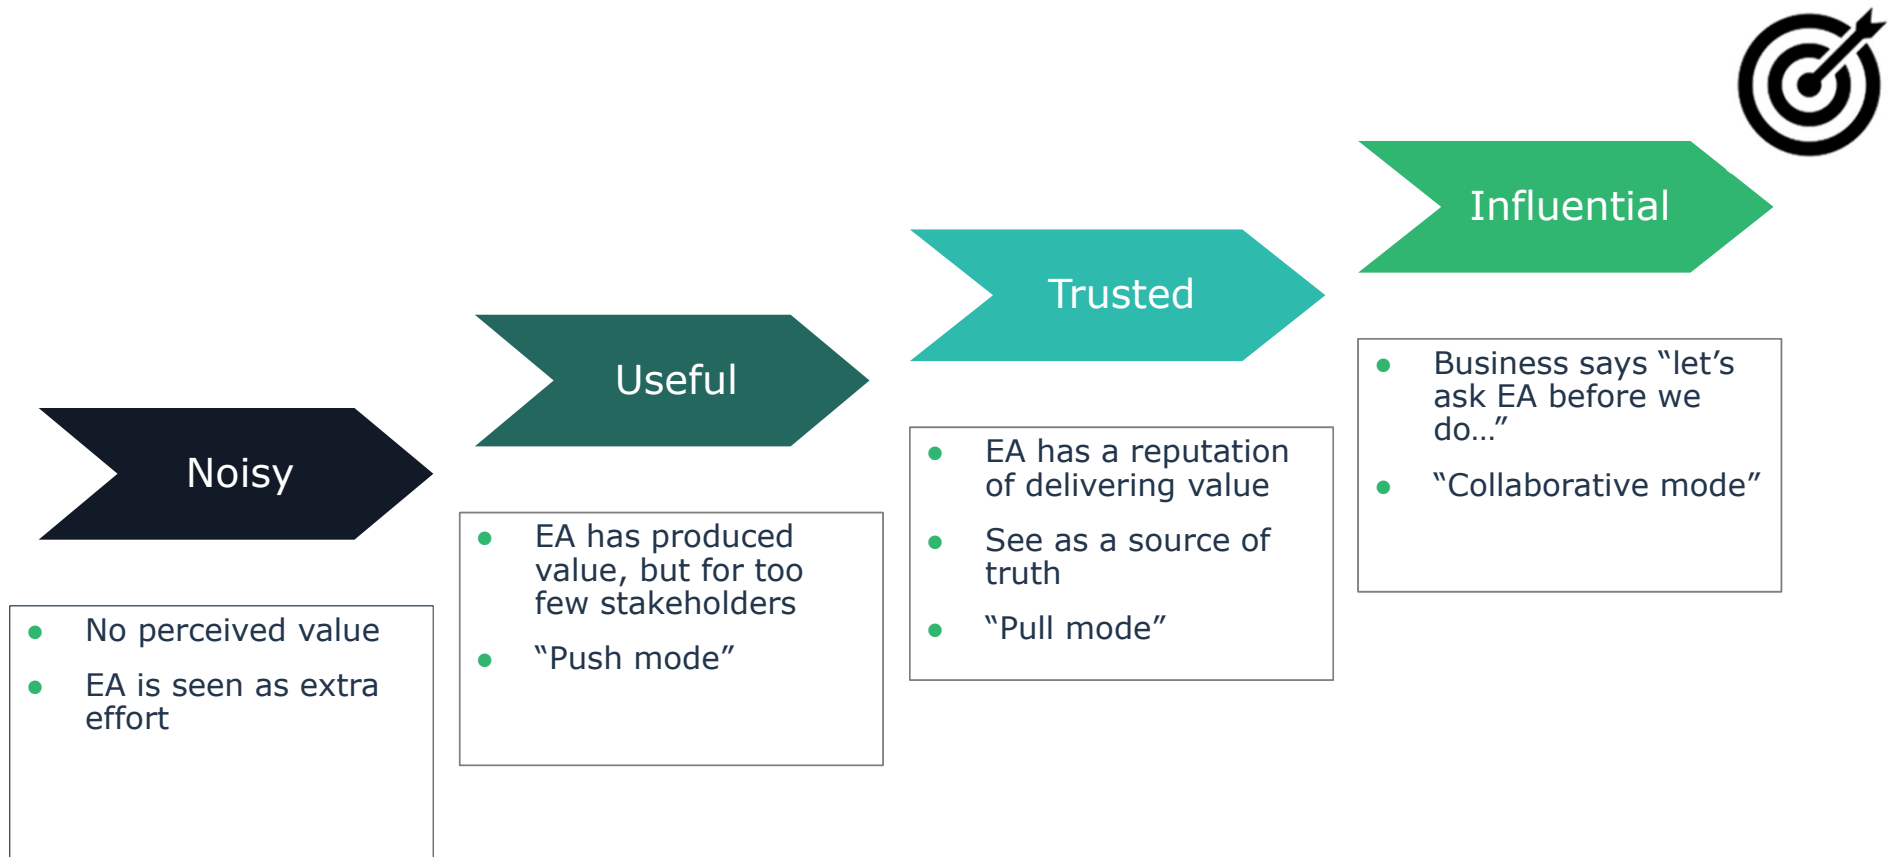 Noisy
No perceived value
EA is seen as extra
effort
Useful
EA has produced
value, but for too
few stakeholders
“Push mode”
Trusted
EA has a reputation
of delivering value
See as a source of
truth
“Pull mode”
Influential
Business says “let’s
ask EA before we
do…”
“Collaborative mode”